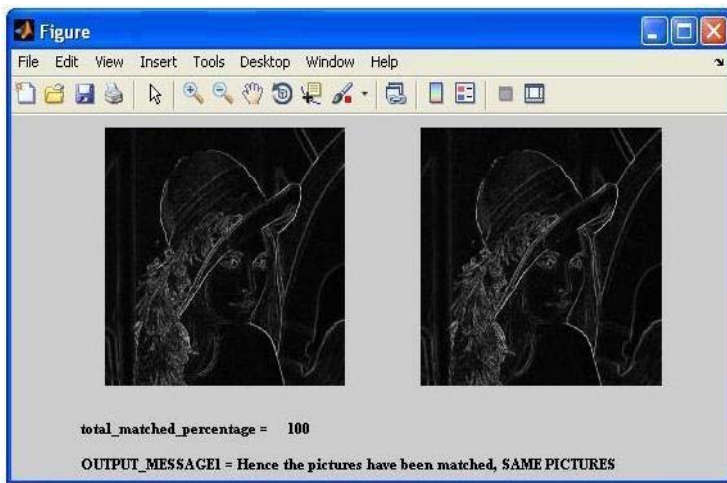 Figure
File Edit View Insert Tools Desktop Window Help
total_matched_percentage = 100
OUTPUT_MESSAGE1 = Hence the pictures have been matched, SAME PICTURES